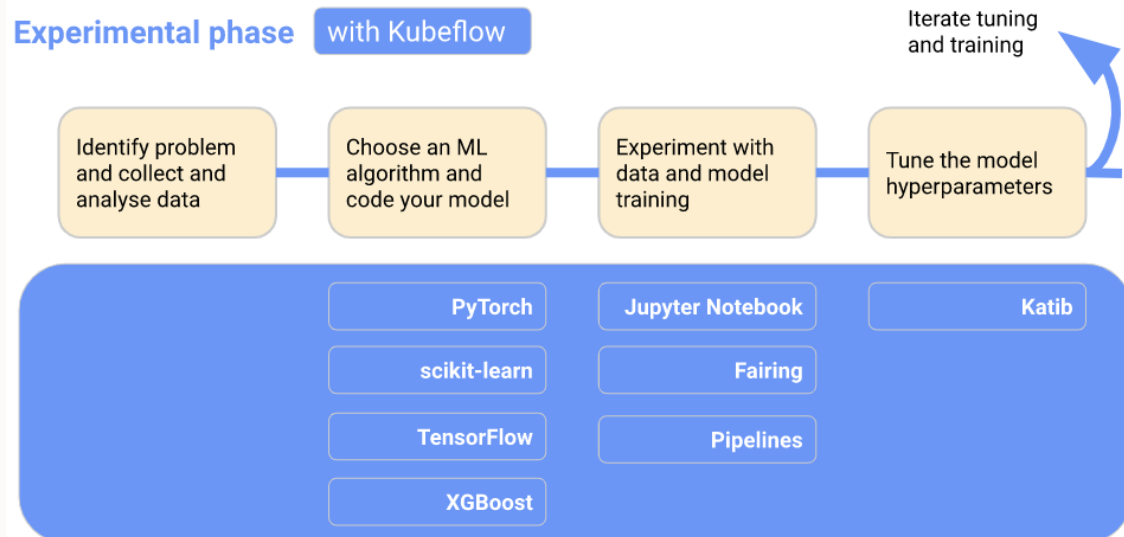 Experimental phase
with Kubeflow
Iterate tuning
and training
Identify problem
and collect and
analyse data
Choose an ML
algorithm and
code your model
Experiment with
data and model
training
Tune the model
hyperparameters
PyTorch
scikit-learn
TensorFlow
XGBoost
Jupyter Notebook
Fairing
Pipelines
Katib